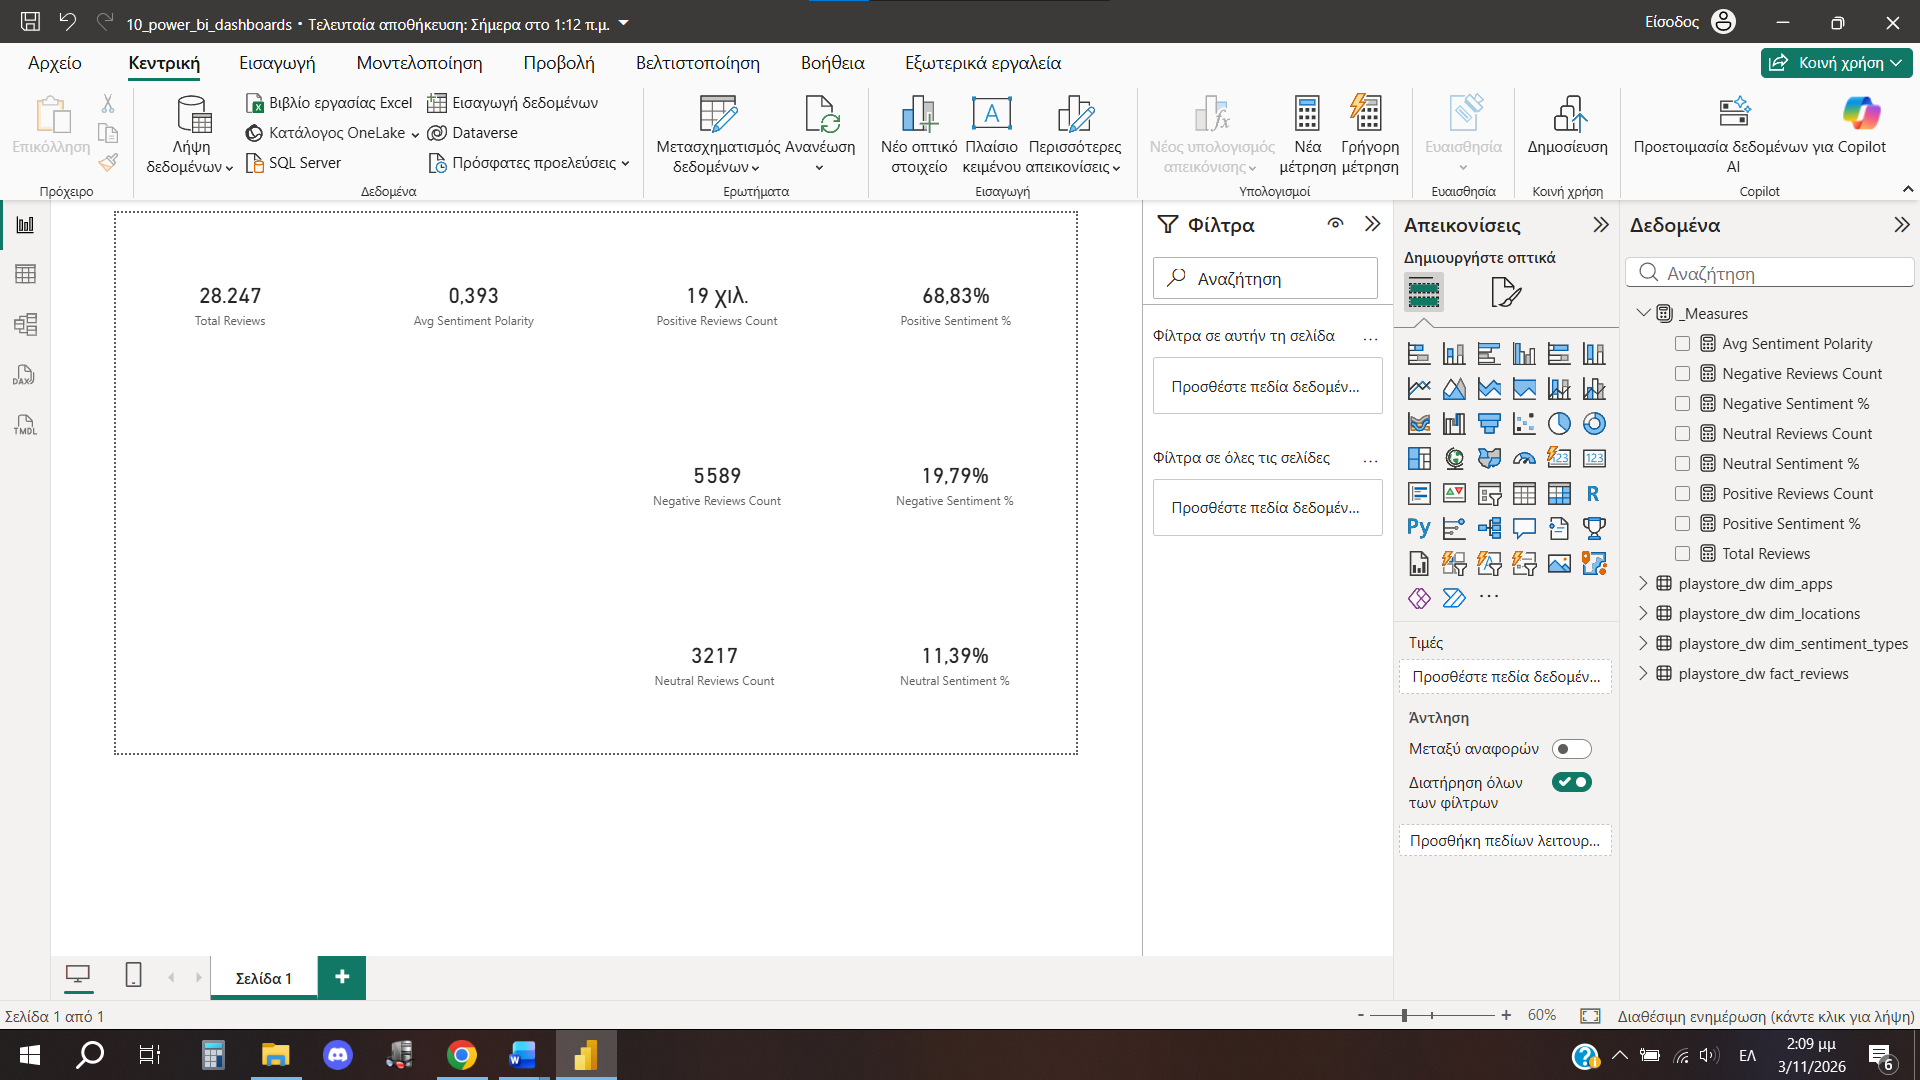 10_power_bi_dashboards • Τελευταία αποθήκευση: Σήμερα στο 1:12 π.μ.
Είσοδος
Αρχείο
Κεντρική
Εισαγωγή
Μοντελοποίηση
Προβολή
Βελτιστοποίηση
Βοήθεια
Εξωτερικά εργαλεία
Κοινή χρήση
Επικόλληση
Πρόχειρο
Λήψη
δεδομένων
Βιβλίο εργασίας Excel
Κατάλογος OneLake
SQL Server
Εισαγωγή δεδομένων
Dataverse
Πρόσφατες προελεύσεις
Δεδομένα
Μετασχηματισμός
δεδομένων
Ανανέωση
Ερωτήματα
Νέο οπτικό
στοιχείο
Πλαίσιο
κειμένου
Περισσότερες
απεικονίσεις
Εισαγωγή
Νέος υπολογισμός
απεικόνισης
Νέα
μέτρηση
Γρήγορη
μέτρηση
Υπολογισμοί
Ευαισθησία
Ευαισθησία
Δημοσίευση
Κοινή χρήση
Προετοιμασία δεδομένων για
AI
Copilot
Copilot
28.247
Total Reviews
0,393
Avg Sentiment Polarity
19 χιλ.
Positive Reviews Count
68,83%
Positive Sentiment %
5589
Negative Reviews Count
19,79%
Negative Sentiment %
3217
Neutral Reviews Count
11,39%
Neutral Sentiment %
Φίλτρα
Αναζήτηση
Φίλτρα σε αυτήν τη σελίδα
...
Προσθέστε πεδία δεδομέν...
Φίλτρα σε όλες τις σελίδες
...
Προσθέστε πεδία δεδομέν...
Απεικονίσεις
Δημιουργήστε οπτικά
123
123
R
Py
...
Τιμές
Προσθέστε πεδία δεδομέν...
Άντληση
Μεταξύ αναφορών
Διατήρηση όλων
των φίλτρων
Προσθήκη πεδίων λειτουρ...
Δεδομένα
Αναζήτηση
_Measures
Avg Sentiment Polarity
Negative Reviews Count
Negative Sentiment %
Neutral Reviews Count
Neutral Sentiment %
Positive Reviews Count
Positive Sentiment %
Total Reviews
playstore_dw dim_apps
playstore_dw dim_locations
playstore_dw dim_sentiment_types
playstore_dw fact_reviews
DAX
TMDL
Σελίδα 1
+
Σελίδα 1 από 1
- + 60%
Διαθέσιμη ενημέρωση (κάντε κλικ για λήψη)
ΕΛ
2:09 μμ
3/11/2026
6